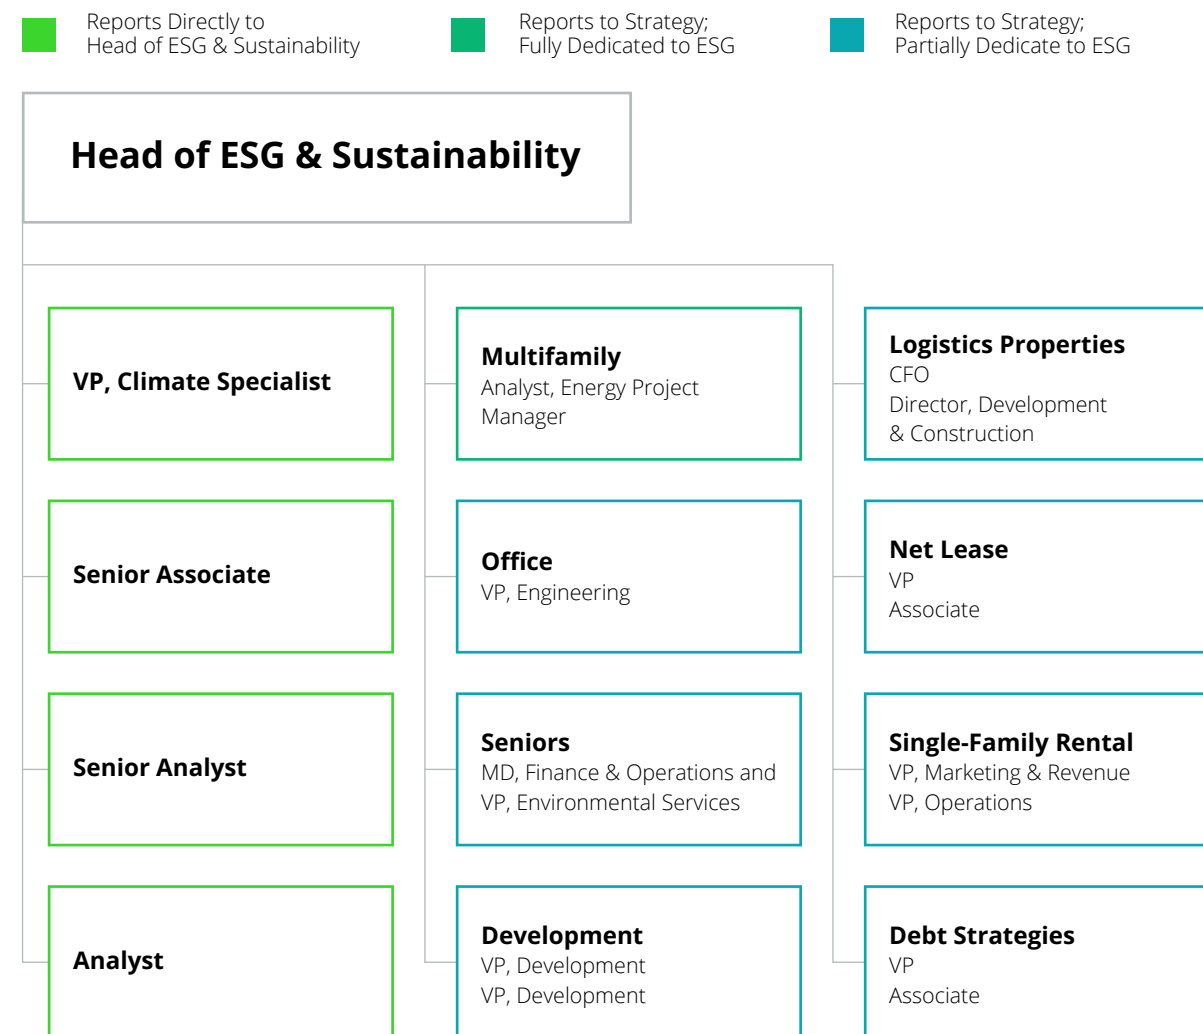 Reports Directly to
Head of ESG & Sustainability
Reports to Strategy;
Fully Dedicated to ESG
Reports to Strategy;
Partially Dedicate to ESG
Head of ESG & Sustainability
VP, Climate Specialist
Senior Associate
Senior Analyst
Analyst
Multifamily
Analyst, Energy Project
Manager
Office
VP, Engineering
Seniors
MD, Finance & Operations and
VP, Environmental Services
Development
VP, Development
VP, Development
Logistics Properties
CFO
Director, Development
& Construction
Net Lease
VP
Associate
Single-Family Rental
VP, Marketing & Revenue
VP, Operations
Debt Strategies
VP
Associate